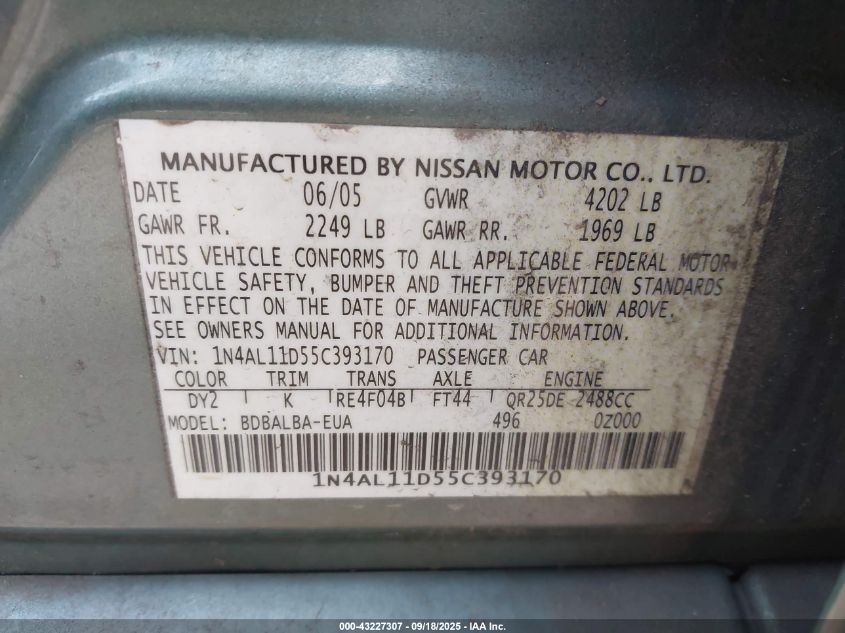 MANUFACTURED BY NISSAN MOTOR CO., LTD.
DATE 06/05 GVWR 4202 LB
GAWR FR. 2249 LB GAWR RR. 1969 LB
THIS VEHICLE CONFORMS TO ALL APPLICABLE FEDERAL MOTOR
VEHICLE SAFETY, BUMPER AND THEFT PREVENTION STANDARDS
IN EFFECT ON THE DATE OF MANUFACTURE SHOWN ABOVE.
SEE OWNERS MANUAL FOR ADDITIONAL INFORMATION.
VIN: 1N4AL11D55C393170 PASSENGER CAR
COLOR TRIM TRANS AXLE ENGINE
DY2 K RE4F04B FT44 QR25DE 2488CC
MODEL: BDBALBA-EUA 496 0Z000
1N4AL11D55C393170
000-43227307 - 09/18/2025 - IAA Inc.